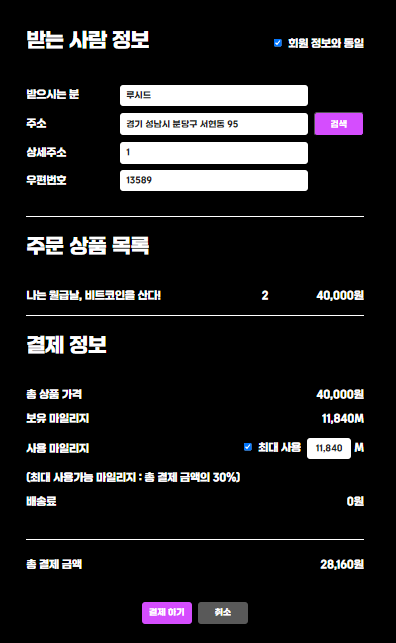 받는 사람 정보
회원 정보와 동일
받으시는 분 루시드
주소 경기 성남시 분당구 서현동 95 검색
상세주소 1
우편번호 13589
주문 상품 목록
나는 월급날, 비트코인을 산다! 2 40,000원
결제 정보
총 상품 가격 40,000원
보유 마일리지 11,840M
사용 마일리지 최대 사용 11,840 M
(최대 사용가능 마일리지 : 총 결제 금액의 30%)
배송료 0원
총 결제 금액 28,160원
결제 하기 취소